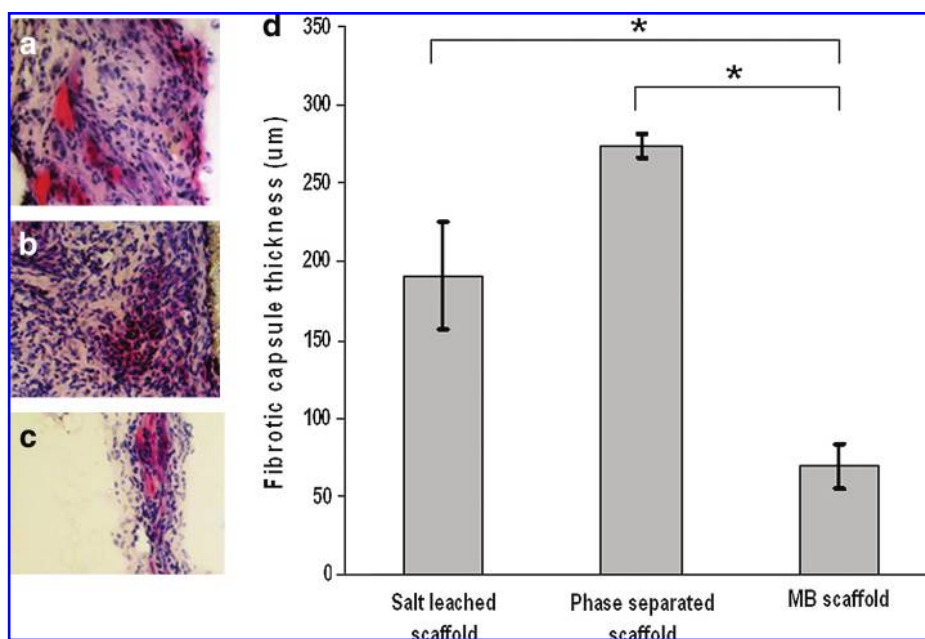 a
b
c
d
Fibrotic capsule thickness (um)
350
300
250
200
150
100
50
0
*
*
Salt leached
scaffold
Phase separated
scaffold
MB scaffold